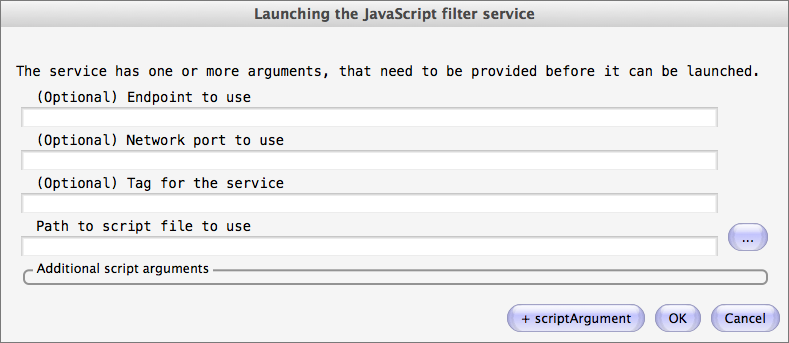 Launching the JavaScript filter service
The service has one or more arguments, that need to be provided before it can be launched.
(Optional) Endpoint to use
(Optional) Network port to use
(Optional) Tag for the service
Path to script file to use
...
Additional script arguments
+ scriptArgument OK Cancel